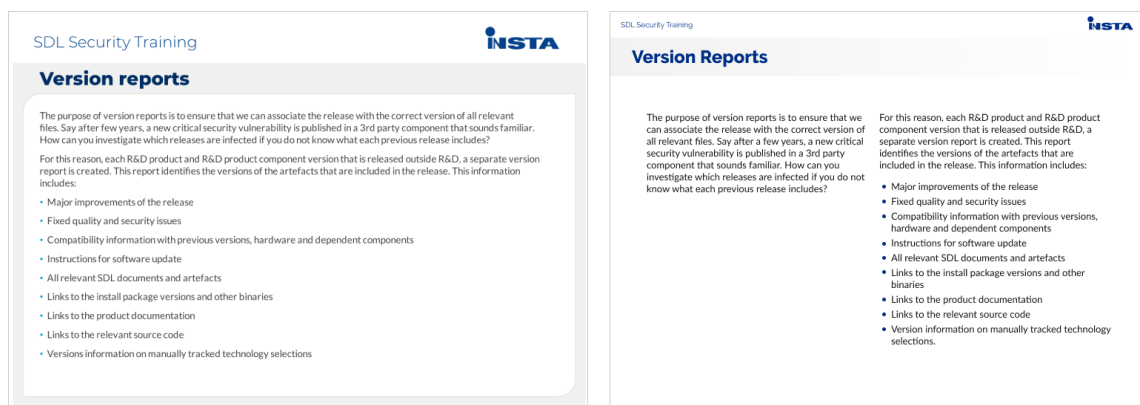 SDL Security Training
INSTA
Version reports
The purpose of version reports is to ensure that we can associate the release with the correct version of all relevant
files. Say after few years, a new critical security vulnerability is published in a 3rd party component that sounds familiar.
How can you investigate which releases are infected if you do not know what each previous release includes?
For this reason, each R&D product and R&D product component version that is released outside R&D, a separate version
report is created. This report identifies the versions of the artefacts that are included in the release. This information
includes:
• Major improvements of the release
• Fixed quality and security issues
• Compatibility information with previous versions, hardware and dependent components
• Instructions for software update
• All relevant SDL documents and artefacts
• Links to the install package versions and other binaries
• Links to the product documentation
• Links to the relevant source code
• Versions information on manually tracked technology selections
SDL Security Training
INSTA
Version Reports
The purpose of version reports is to ensure that we
can associate the release with the correct version of
all relevant files. Say after a few years, a new critical
security vulnerability is published in a 3rd party
component that sounds familiar. How can you
investigate which releases are infected if you do not
know what each previous release includes?
For this reason, each R&D product and R&D product
component version that is released outside R&D, a
separate version report is created. This report
identifies the versions of the artefacts that are
included in the release. This information includes:
• Major improvements of the release
• Fixed quality and security issues
• Compatibility information with previous versions,
hardware and dependent components
• Instructions for software update
• All relevant SDL documents and artefacts
• Links to the install package versions and other
binaries
• Links to the product documentation
• Links to the relevant source code
• Version information on manually tracked technology
selections.